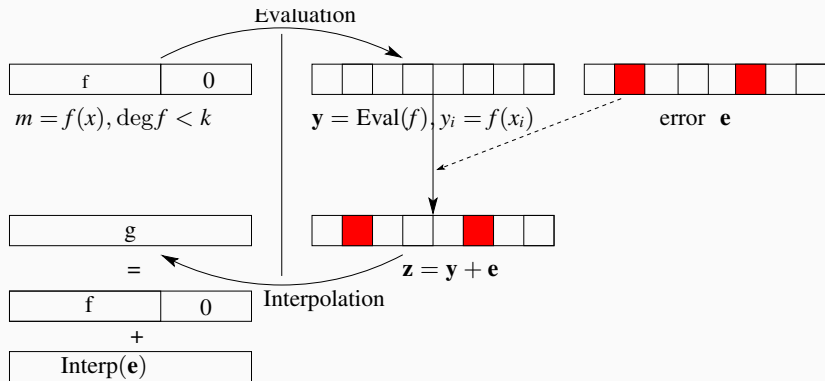 Evaluation
f 0
m = f(x), deg f < k
y = Eval(f), y_i = f(x_i)
error e
g
=
z = y + e
Interpolation
f 0
+
Interp(e)